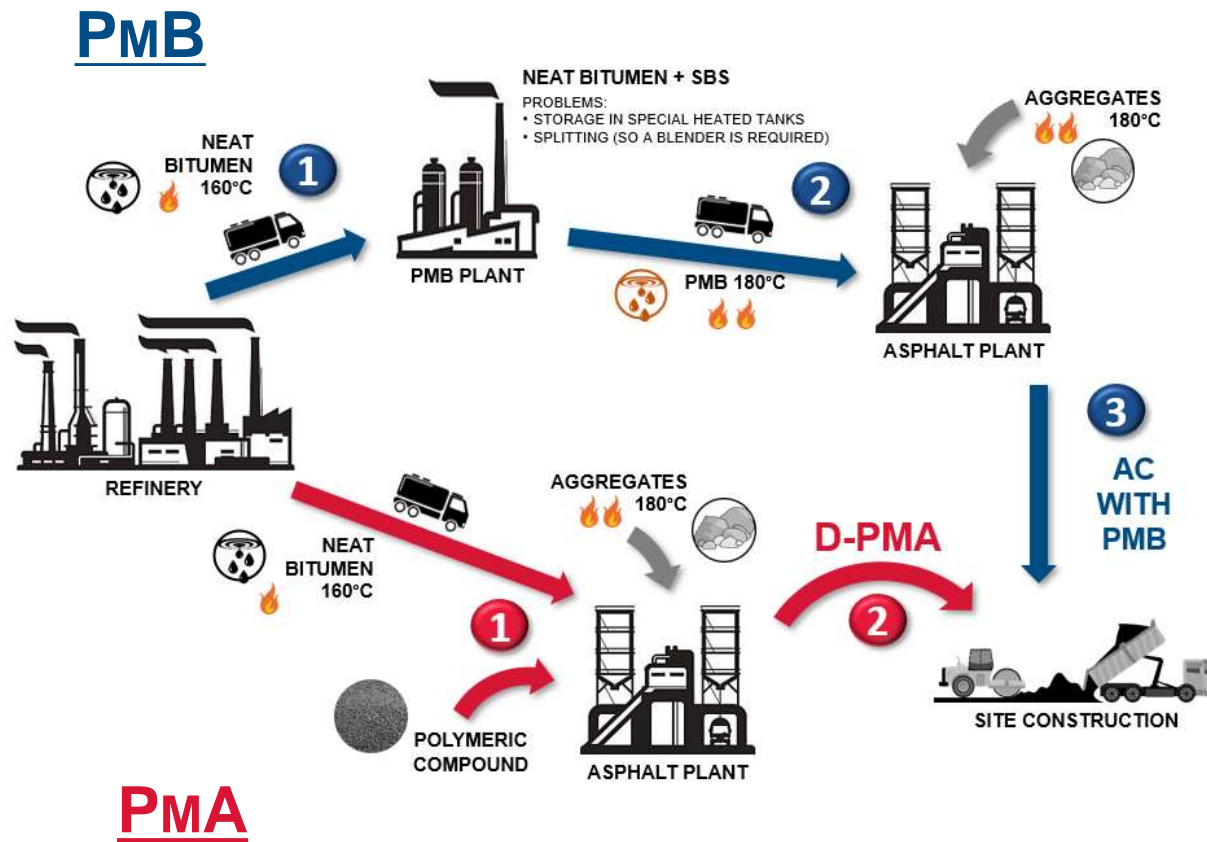 PMB
NEAT BITUMEN + SBS
PROBLEMS:
• STORAGE IN SPECIAL HEATED TANKS
• SPLITTING (SO A BLENDER IS REQUIRED)
NEAT
BITUMEN
160°C
1
PMB PLANT
2
PMB 180°C
AGGREGATES
180°C
ASPHALT PLANT
3
AC
WITH
PMB
REFINERY
NEAT
BITUMEN
160°C
AGGREGATES
180°C
1
POLYMERIC
COMPOUND
ASPHALT PLANT
D-PMA
2
SITE CONSTRUCTION
PMA